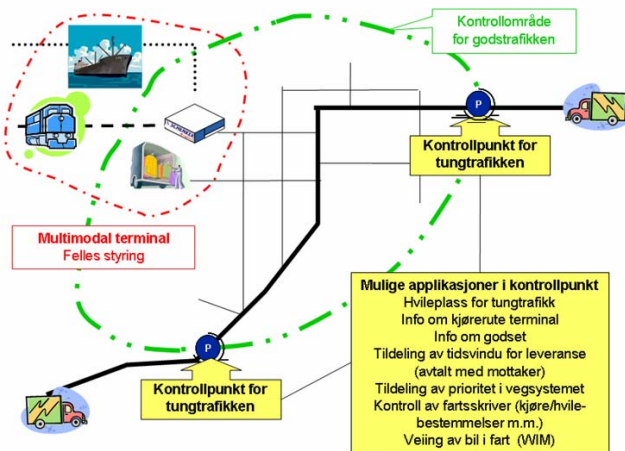 Kontrollområde
for godstrafikken
P
Kontrollpunkt for
tungtrafikken
Multimodal terminal
Felles styring
Mulige applikasjoner i kontrollpunkt
Hvileplass for tungtrafikk
Info om kjørerute terminal
Info om godset
Tildeling av tidsvindu for leveranse
(avtalt med mottaker)
Tildeling av prioritet i vegsystemet
Kontroll av fartsskriver (kjøre/hvile-
bestemmelser m.m.)
Veiing av bil i fart (WIM)
P
Kontrollpunkt for
tungtrafikken